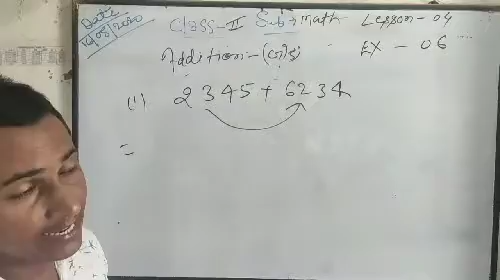 Date
Class-II Sub-Math Lesson-04
Addition-(যোগ) EX-06
(1) 2345+6234
=